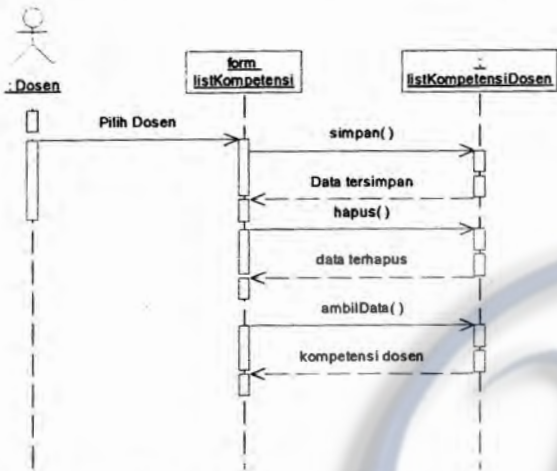 : Dosen
form
listKompetensi
:
listKompetensiDosen
Pilih Dosen
simpan( )
Data tersimpan
hapus( )
data terhapus
ambilData( )
kompetensi dosen